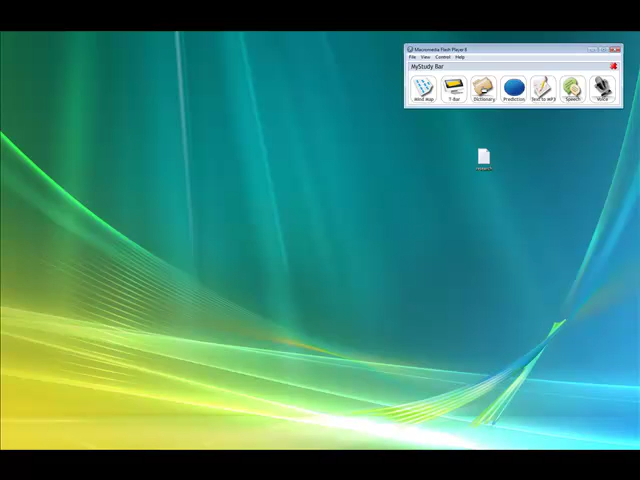 Macromedia Flash Player 8
File View Control Help
MyStudy Bar
Mind Map T-Bar Dictionary Prediction Text to MP3 Speech Voice
research